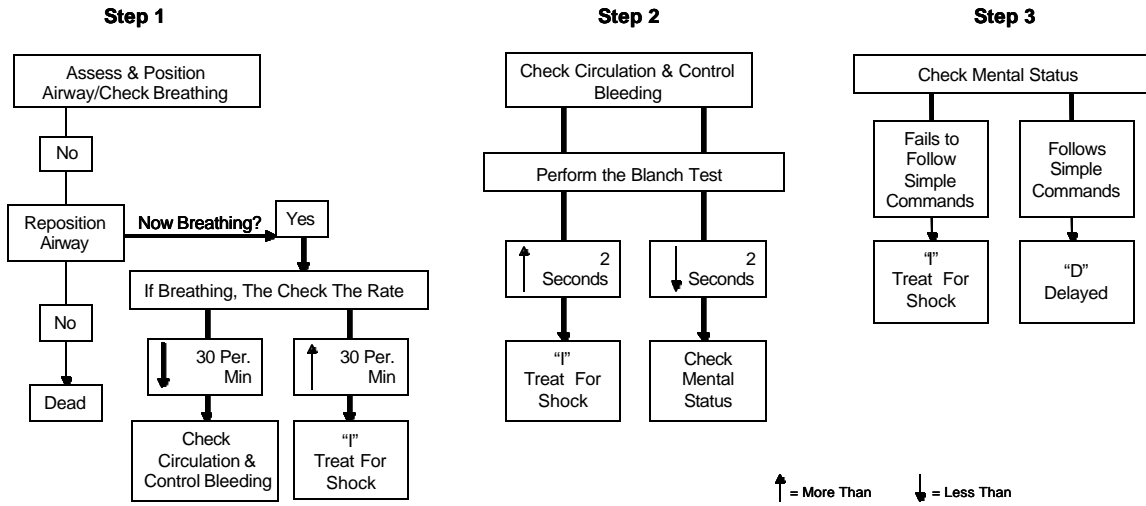 Step 1
Assess & Position
Airway/Check Breathing
No
Reposition
Airway
Now Breathing?
Yes
If Breathing, The Check The Rate
No
30 Per.
Min
30 Per.
Min
Dead
Check
Circulation &
Control Bleeding
"I"
Treat For
Shock
Step 2
Check Circulation & Control
Bleeding
Perform the Blanch Test
2
Seconds
2
Seconds
"I"
Treat For
Shock
Check
Mental
Status
Step 3
Check Mental Status
Fails to
Follow
Simple
Commands
Follows
Simple
Commands
"I"
Treat For
Shock
"D"
Delayed
= More Than
= Less Than